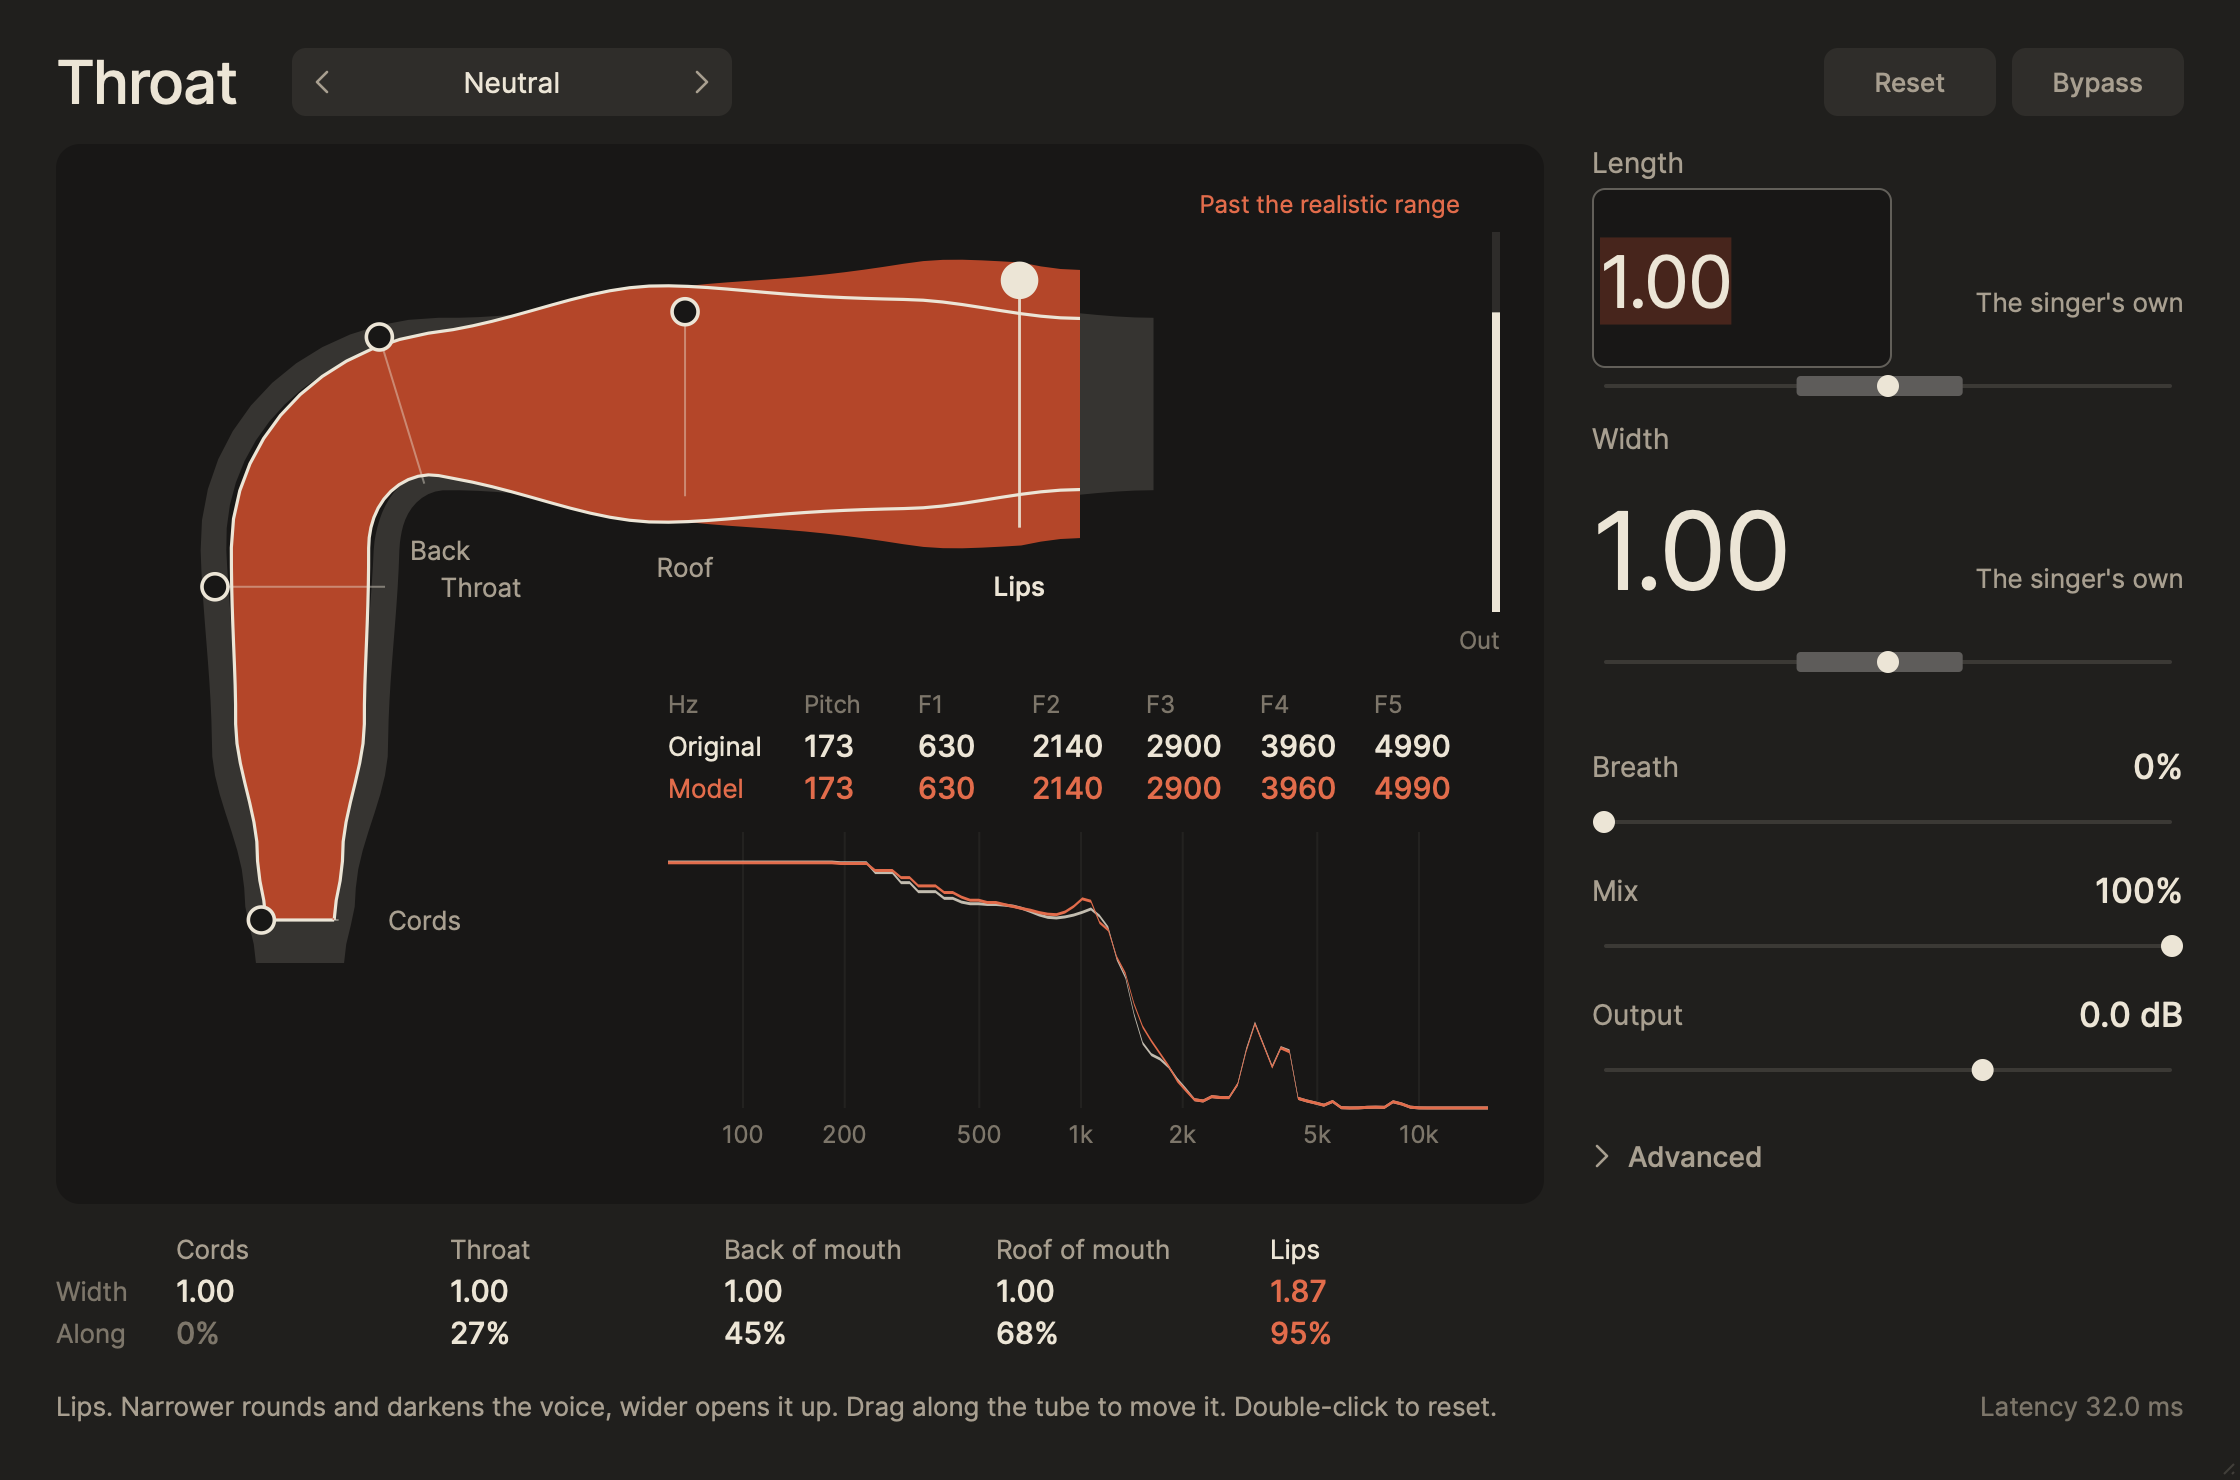 Throat
Neutral
Reset
Bypass
Past the realistic range
Length
1.00
The singer's own
Width
1.00
The singer's own
Back
Throat
Roof
Lips
Cords
Out
Hz Pitch F1 F2 F3 F4 F5
Original 173 630 2140 2900 3960 4990
Model 173 630 2140 2900 3960 4990
100 200 500 1k 2k 5k 10k
Breath 0%
Mix 100%
Output 0.0 dB
Advanced
Cords Throat Back of mouth Roof of mouth Lips
Width 1.00 1.00 1.00 1.00 1.87
Along 0% 27% 45% 68% 95%
Lips. Narrower rounds and darkens the voice, wider opens it up. Drag along the tube to move it. Double-click to reset.
Latency 32.0 ms